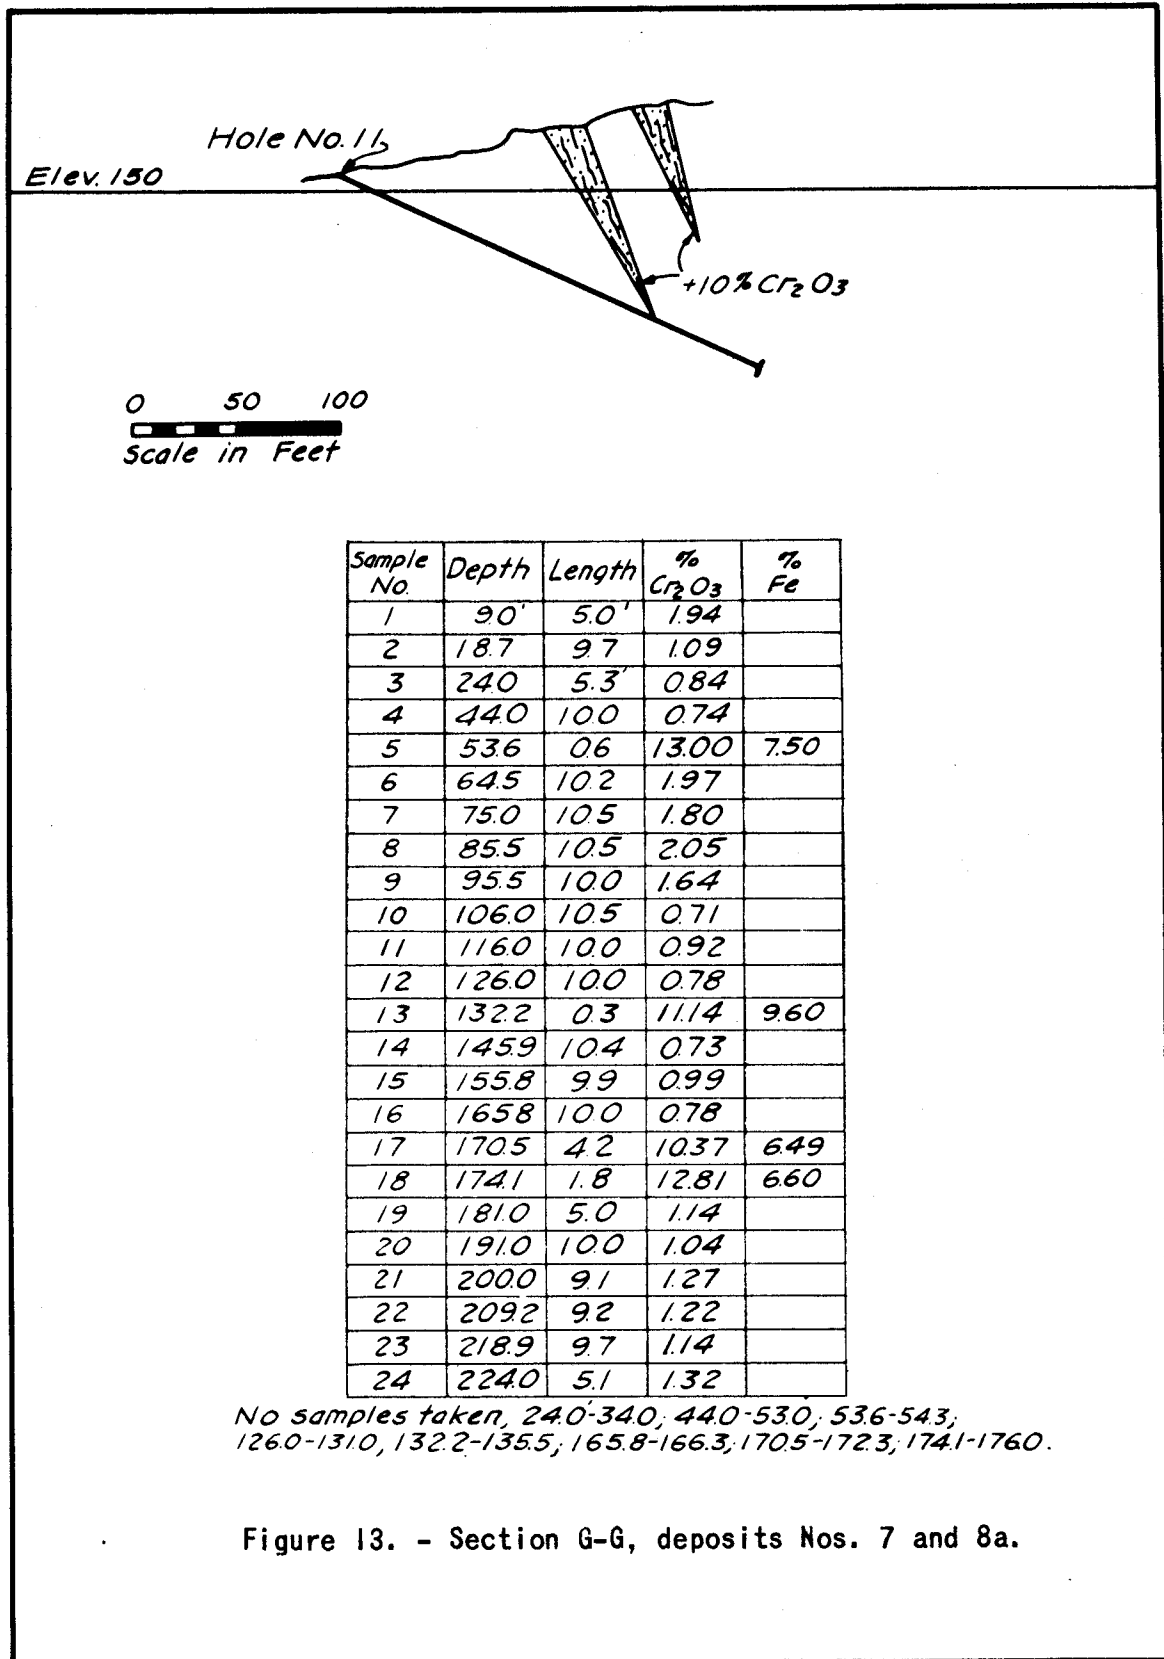 Hole No. 11
Elev. 150
+10% Cr2O3
0 50 100
Scale in Feet
Sample No. Depth Length % Cr2O3 % Fe
1 9.0' 5.0' 1.94
2 18.7 9.7 1.09
3 24.0 5.3' 0.84
4 44.0 10.0 0.74
5 53.6 0.6 13.00 7.50
6 64.5 10.2 1.97
7 75.0 10.5 1.80
8 85.5 10.5 2.05
9 95.5 10.0 1.64
10 106.0 10.5 0.71
11 116.0 10.0 0.92
12 126.0 10.0 0.78
13 132.2 0.3 11.14 9.60
14 145.9 10.4 0.73
15 155.8 9.9 0.99
16 165.8 10.0 0.78
17 170.5 4.2 10.37 6.49
18 174.1 1.8 12.81 6.60
19 181.0 5.0 1.14
20 191.0 10.0 1.04
21 200.0 9.1 1.27
22 209.2 9.2 1.22
23 218.9 9.7 1.14
24 224.0 5.1 1.32
No samples taken, 24.0'-34.0; 44.0-53.0; 53.6-54.3;
126.0-131.0, 132.2-135.5; 165.8-166.3; 170.5-172.3; 174.1-176.0.
Figure 13. - Section G-G, deposits Nos. 7 and 8a.